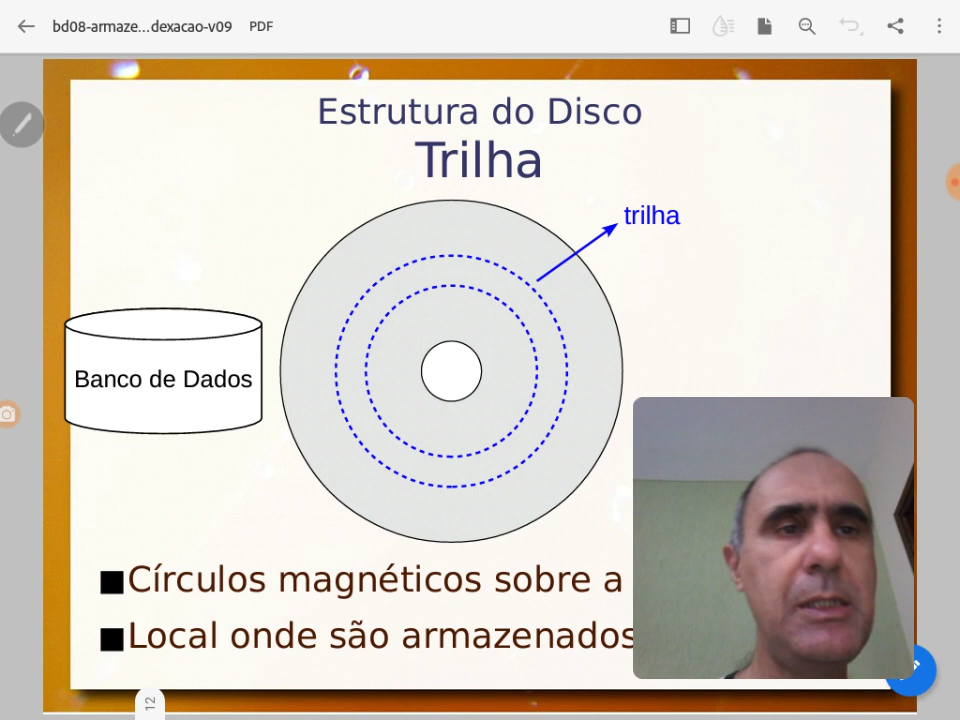 bd08-armaze...dexacao-v09 PDF
Estrutura do Disco
Trilha
trilha
Banco de Dados
■Círculos magnéticos sobre a
■Local onde são armazenados
12